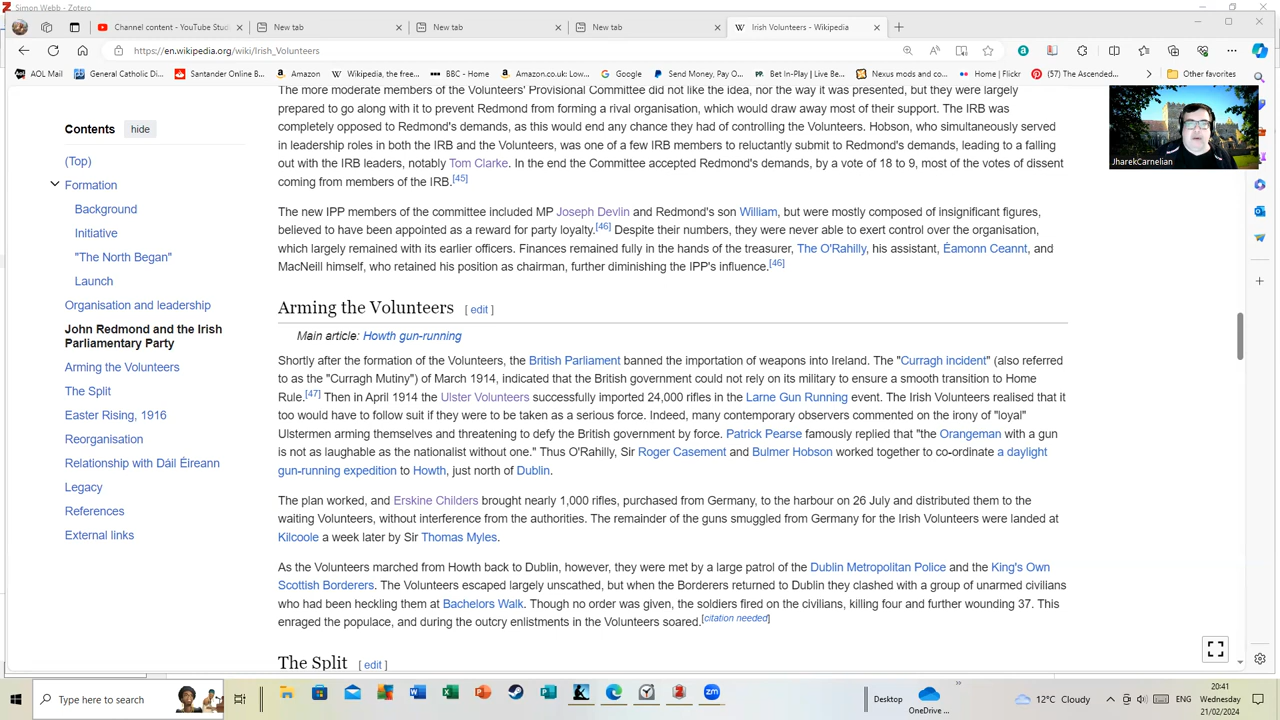 Simon Webb - Zotero
Channel content - YouTube Stud
New tab
New tab
New tab
Irish Volunteers - Wikipedia
https://en.wikipedia.org/wiki/Irish_Volunteers
AOL Mail
General Catholic Di...
Santander Online B...
Amazon
Wikipedia, the free...
BBC - Home
Amazon.co.uk: Low...
Google
Send Money, Pay O...
Bet In-Play | Live Be...
Nexus mods and co...
Home | Flickr
(57) The Ascended...
Other favorites
The more moderate members of the Volunteers' Provisional Committee did not like the idea, nor the way it was presented, but they were largely
prepared to go along with it to prevent Redmond from forming a rival organisation, which would draw away most of their support. The IRB was
completely opposed to Redmond's demands, as this would end any chance they had of controlling the Volunteers. Hobson, who simultaneously served
in leadership roles in both the IRB and the Volunteers, was one of a few IRB members to reluctantly submit to Redmond's demands, leading to a falling
out with the IRB leaders, notably Tom Clarke. In the end the Committee accepted Redmond's demands, by a vote of 18 to 9, most of the votes of dissent
coming from members of the IRB.[45]
The new IPP members of the committee included MP Joseph Devlin and Redmond's son William, but were mostly composed of insignificant figures,
believed to have been appointed as a reward for party loyalty.[46] Despite their numbers, they were never able to exert control over the organisation,
which largely remained with its earlier officers. Finances remained fully in the hands of the treasurer, The O'Rahilly, his assistant, Éamonn Ceannt, and
MacNeill himself, who retained his position as chairman, further diminishing the IPP's influence.[46]
Arming the Volunteers [ edit ]
Main article: Howth gun-running
Shortly after the formation of the Volunteers, the British Parliament banned the importation of weapons into Ireland. The "Curragh incident" (also referred
to as the "Curragh Mutiny") of March 1914, indicated that the British government could not rely on its military to ensure a smooth transition to Home
Rule.[47] Then in April 1914 the Ulster Volunteers successfully imported 24,000 rifles in the Larne Gun Running event. The Irish Volunteers realised that it
too would have to follow suit if they were to be taken as a serious force. Indeed, many contemporary observers commented on the irony of "loyal"
Ulstermen arming themselves and threatening to defy the British government by force. Patrick Pearse famously replied that "the Orangeman with a gun
is not as laughable as the nationalist without one." Thus O'Rahilly, Sir Roger Casement and Bulmer Hobson worked together to co-ordinate a daylight
gun-running expedition to Howth, just north of Dublin.
The plan worked, and Erskine Childers brought nearly 1,000 rifles, purchased from Germany, to the harbour on 26 July and distributed them to the
waiting Volunteers, without interference from the authorities. The remainder of the guns smuggled from Germany for the Irish Volunteers were landed at
Kilcoole a week later by Sir Thomas Myles.
As the Volunteers marched from Howth back to Dublin, however, they were met by a large patrol of the Dublin Metropolitan Police and the King's Own
Scottish Borderers. The Volunteers escaped largely unscathed, but when the Borderers returned to Dublin they clashed with a group of unarmed civilians
who had been heckling them at Bachelors Walk. Though no order was given, the soldiers fired on the civilians, killing four and further wounding 37. This
enraged the populace, and during the outcry enlistments in the Volunteers soared.[citation needed]
The Split [ edit ]
Contents hide
(Top)
Formation
Background
Initiative
"The North Began"
Launch
Organisation and leadership
John Redmond and the Irish
Parliamentary Party
Arming the Volunteers
The Split
Easter Rising, 1916
Reorganisation
Relationship with Dáil Éireann
Legacy
References
External links
JharekCarnelian
Type here to search
Desktop
OneDrive ...
12°C Cloudy
ENG
20:41
Wednesday
21/02/2024